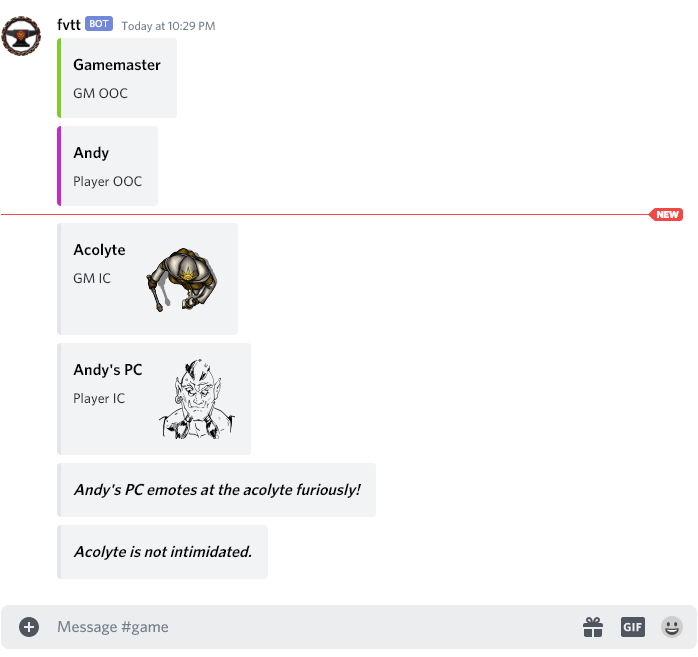 fvtt BOT Today at 10:29 PM
Gamemaster
GM OOC
Andy
Player OOC
NEW
Acolyte
GM IC
Andy's PC
Player IC
Andy's PC emotes at the acolyte furiously!
Acolyte is not intimidated.
Message #game
GIF